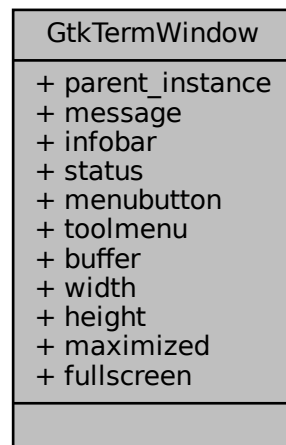 GtkTermWindow
+ parent_instance
+ message
+ infobar
+ status
+ menubutton
+ toolmenu
+ buffer
+ width
+ height
+ maximized
+ fullscreen